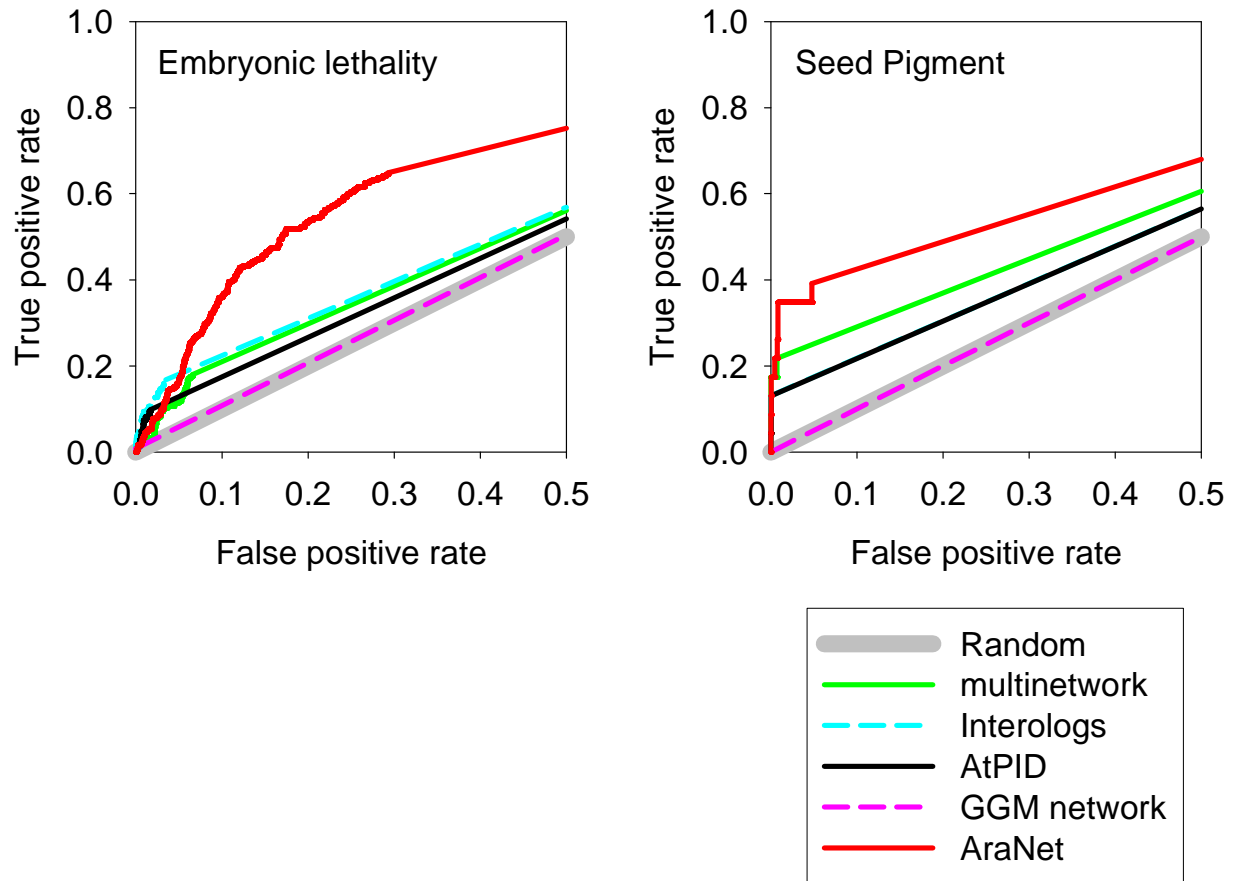 Embryonic lethality
True positive rate
1.0
0.8
0.6
0.4
0.2
0.0
0.0 0.1 0.2 0.3 0.4 0.5
False positive rate
Seed Pigment
True positive rate
1.0
0.8
0.6
0.4
0.2
0.0
0.0 0.1 0.2 0.3 0.4 0.5
False positive rate
Random
multinetwork
Interologs
AtPID
GGM network
AraNet